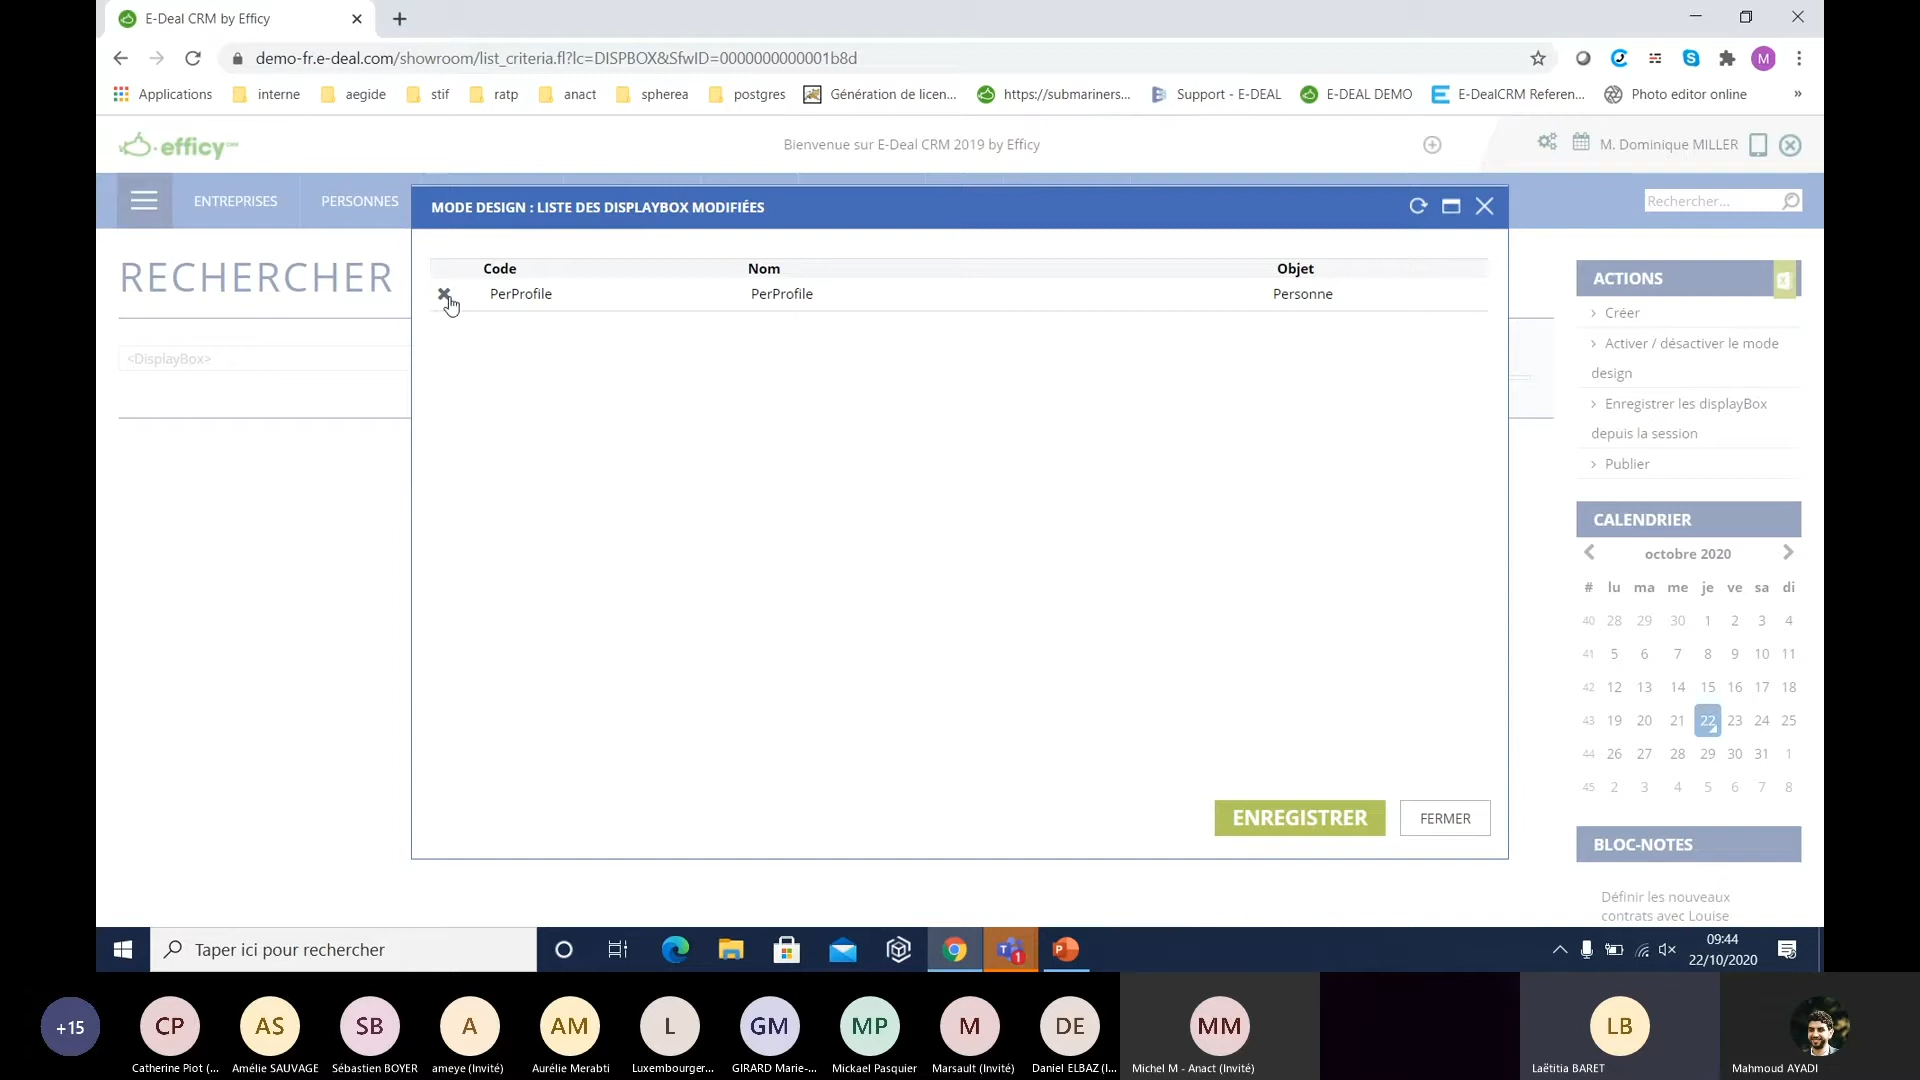 E-Deal CRM by Efficy
demo-fr.e-deal.com/showroom/list_criteria.fl?lc=DISPBOX&SfwID=0000000000001b8d
M
Applications interne aegide stif ratp anact spherea postgres Génération de licen... https://submariners... Support - E-DEAL E-DEAL DEMO E-DealCRM Referen... Photo editor online »
efficy
Bienvenue sur E-Deal CRM 2019 by Efficy
M. Dominique MILLER
ENTREPRISES PERSONNES
Rechercher...
MODE DESIGN : LISTE DES DISPLAYBOX MODIFIÉES
Code Nom Objet
PerProfile PerProfile Personne
RECHERCHER
<DisplayBox>
ENREGISTRER FERMER
ACTIONS
Créer
Activer / désactiver le mode
design
Enregistrer les displayBox
depuis la session
Publier
CALENDRIER
octobre 2020
# lu ma me je ve sa di
40 28 29 30 1 2 3 4
41 5 6 7 8 9 10 11
42 12 13 14 15 16 17 18
43 19 20 21 22 23 24 25
44 26 27 28 29 30 31 1
45 2 3 4 5 6 7 8
BLOC-NOTES
Définir les nouveaux
contrats avec Louise
Taper ici pour rechercher
1
09:44
22/10/2020
+15 CP AS SB A AM L GM MP M DE MM LB
Catherine Piot (... Amélie SAUVAGE Sébastien BOYER ameye (Invité) Aurélie Merabti Luxembourger... GIRARD Marie-... Mickael Pasquier Marsault (Invité) Daniel ELBAZ (I... Michel M - Anact (Invité) Laëtitia BARET Mahmoud AYADI